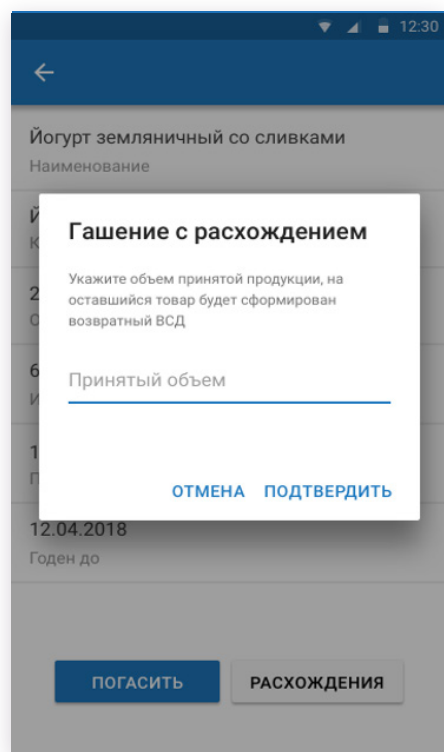 12:30
Йогурт земляничный со сливками
Наименование
Гашение с расхождением
Укажите объем принятой продукции, на
оставшийся товар будет сформирован
возвратный ВСД
Принятый объем
ОТМЕНА ПОДТВЕРДИТЬ
12.04.2018
Годен до
ПОГАСИТЬ РАСХОЖДЕНИЯ